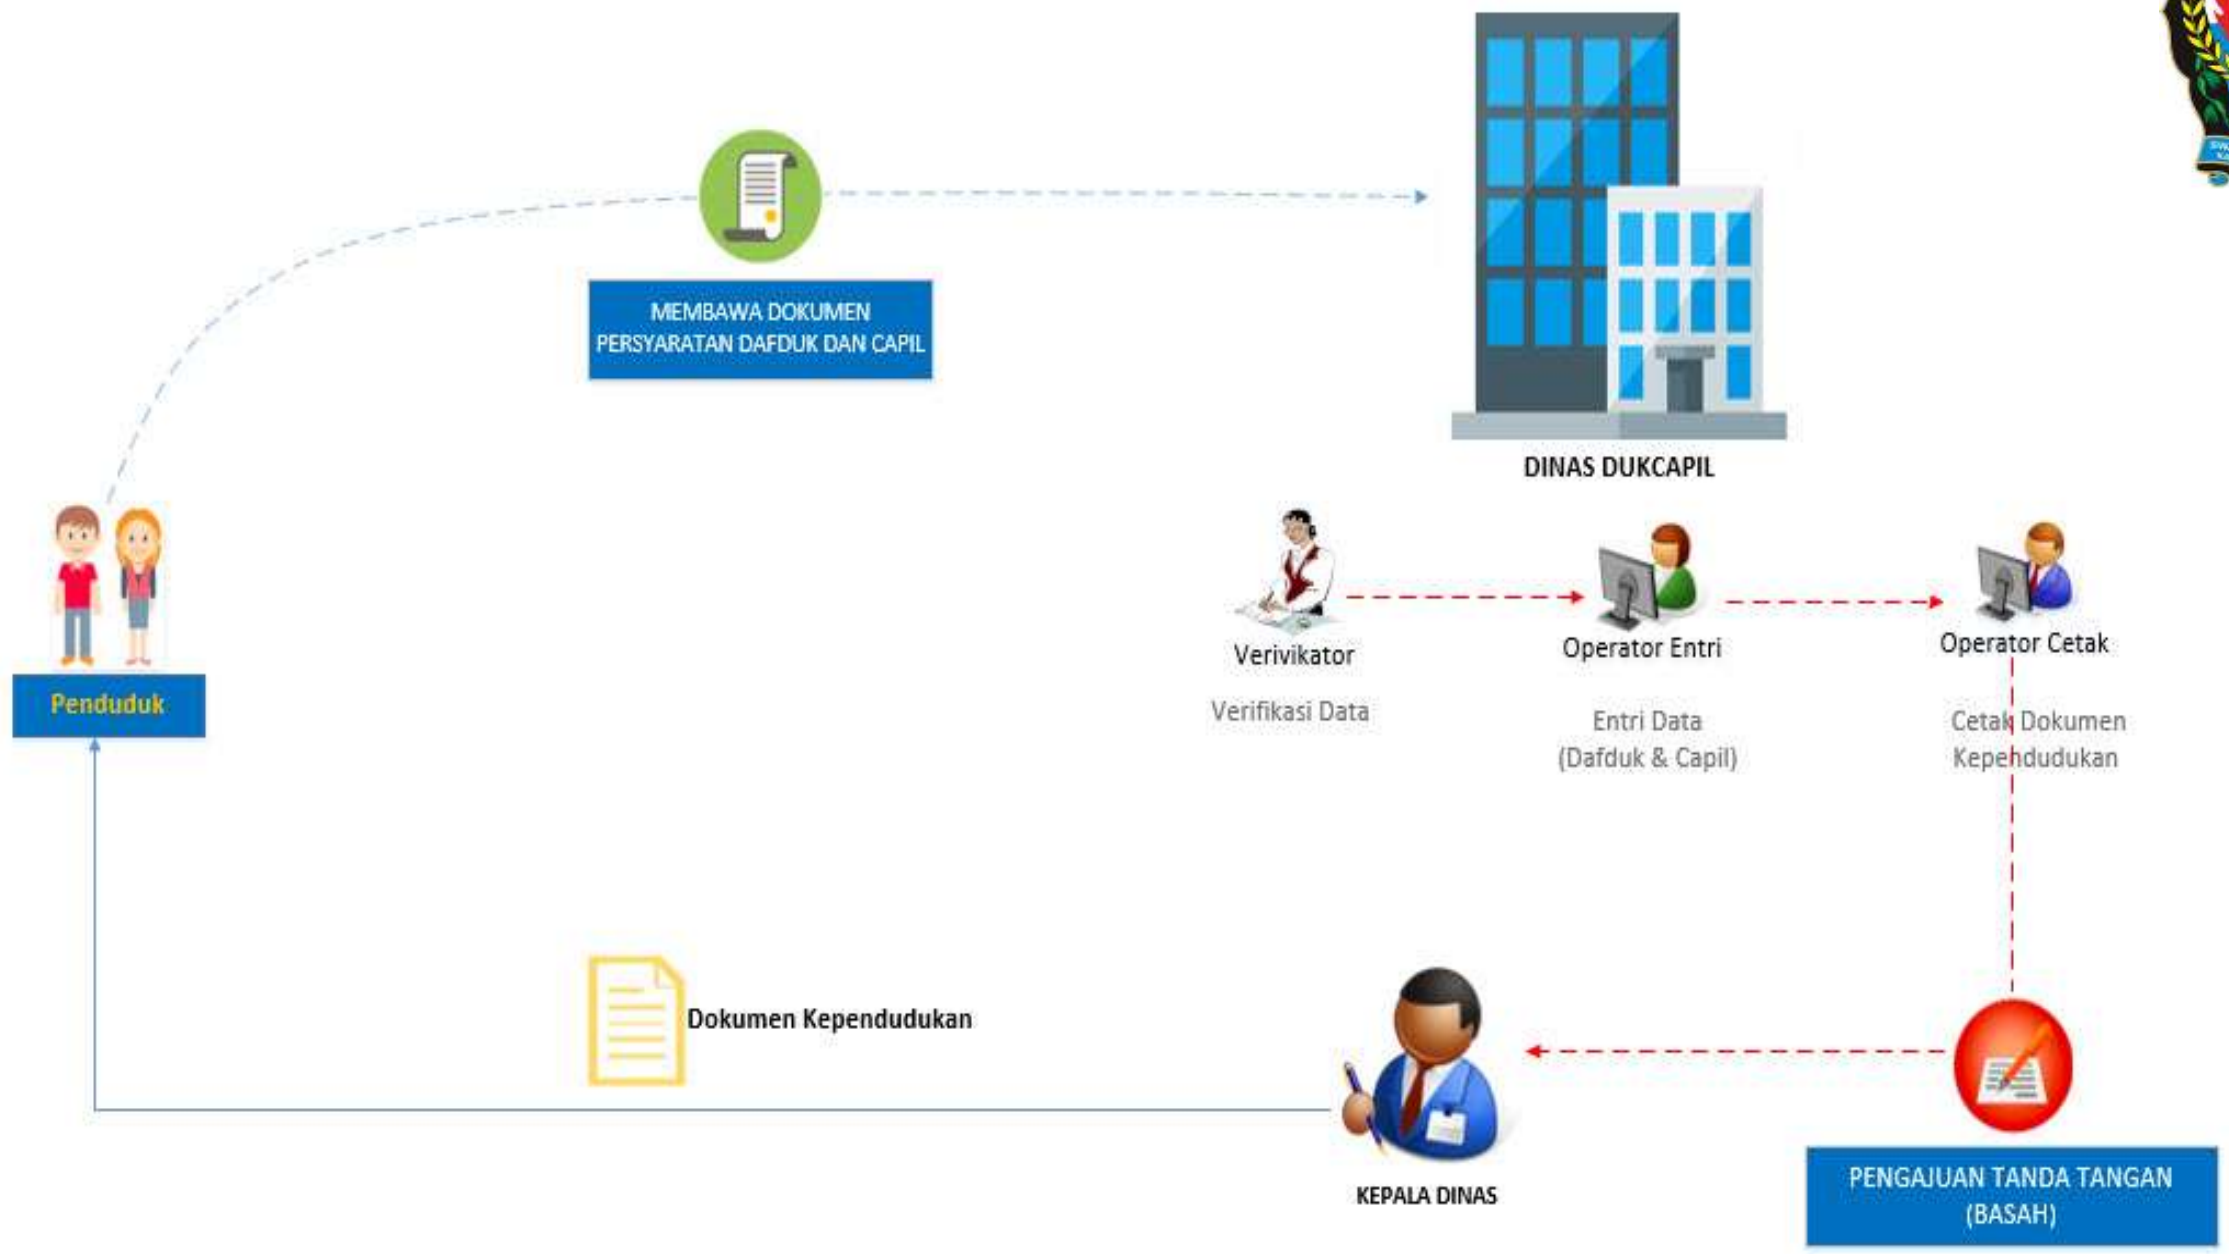 MEMBAWA DOKUMEN
PERSYARATAN DAFDUK DAN CAPIL
DINAS DUKCAPIL
Penduduk
Verivikator
Verifikasi Data
Operator Entri
Entri Data
(Dafduk & Capil)
Operator Cetak
Cetak Dokumen
Kependudukan
Dokumen Kependudukan
KEPALA DINAS
PENGAJUAN TANDA TANGAN
(BASAH)